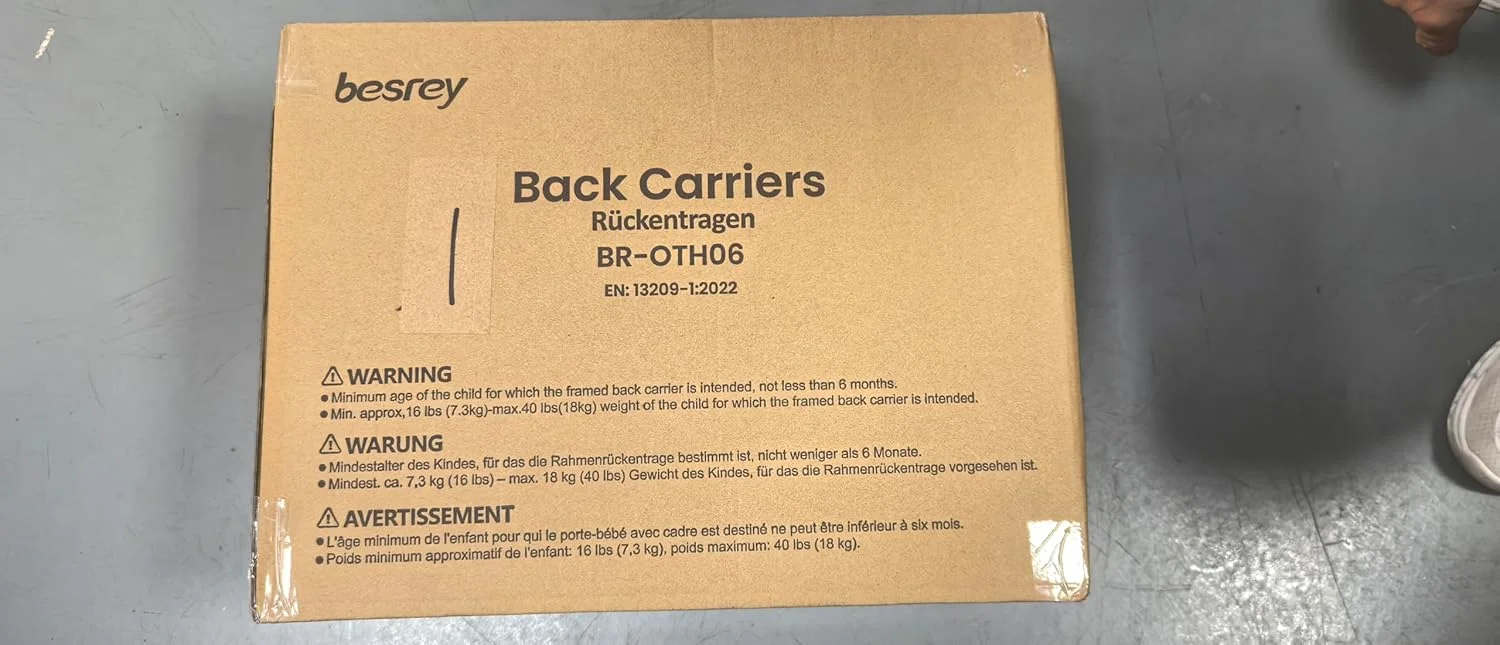 besrey
Back Carriers
Rückentragen
BR-OTH06
EN: 13209-1:2022
⚠ WARNING
● Minimum age of the child for which the framed back carrier is intended, not less than 6 months.
● Min. approx,16 lbs (7.3kg)-max.40 lbs(18kg) weight of the child for which the framed back carrier is intended.
⚠ WARUNG
● Mindestalter des Kindes, für das die Rahmenrückentrage bestimmt ist, nicht weniger als 6 Monate.
● Mindest. ca. 7,3 kg (16 lbs) – max. 18 kg (40 lbs) Gewicht des Kindes, für das die Rahmenrückentrage vorgesehen ist.
⚠ AVERTISSEMENT
● L'âge minimum de l'enfant pour qui le porte-bébé avec cadre est destiné ne peut être inférieur à six mois.
● Poids minimum approximatif de l'enfant: 16 lbs (7,3 kg), poids maximum: 40 lbs (18 kg).